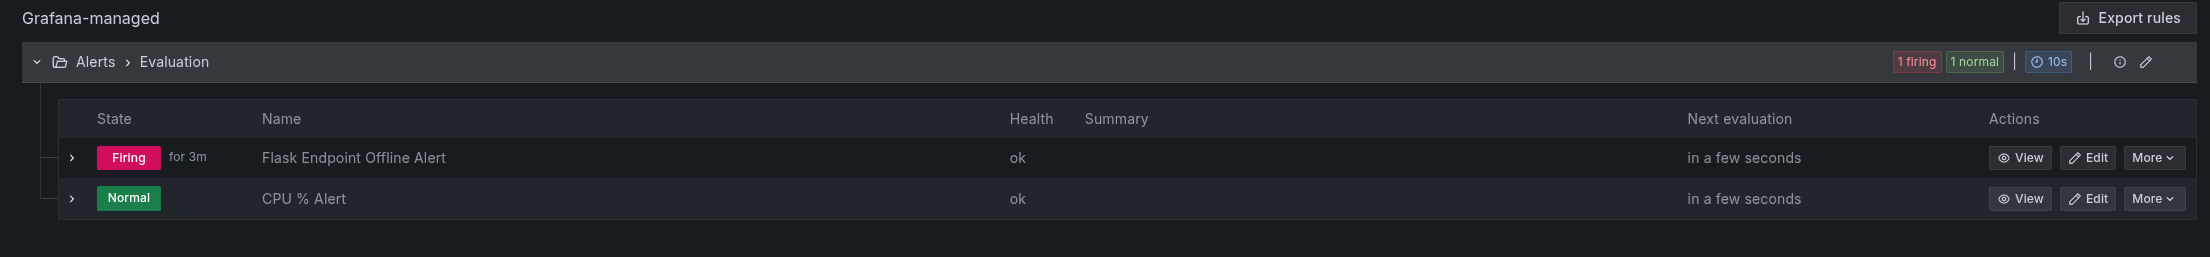 Grafana-managed
Export rules
Alerts > Evaluation
1 firing 1 normal | 10s |
State Name Health Summary Next evaluation Actions
Firing for 3m Flask Endpoint Offline Alert ok in a few seconds View Edit More
Normal CPU % Alert ok in a few seconds View Edit More